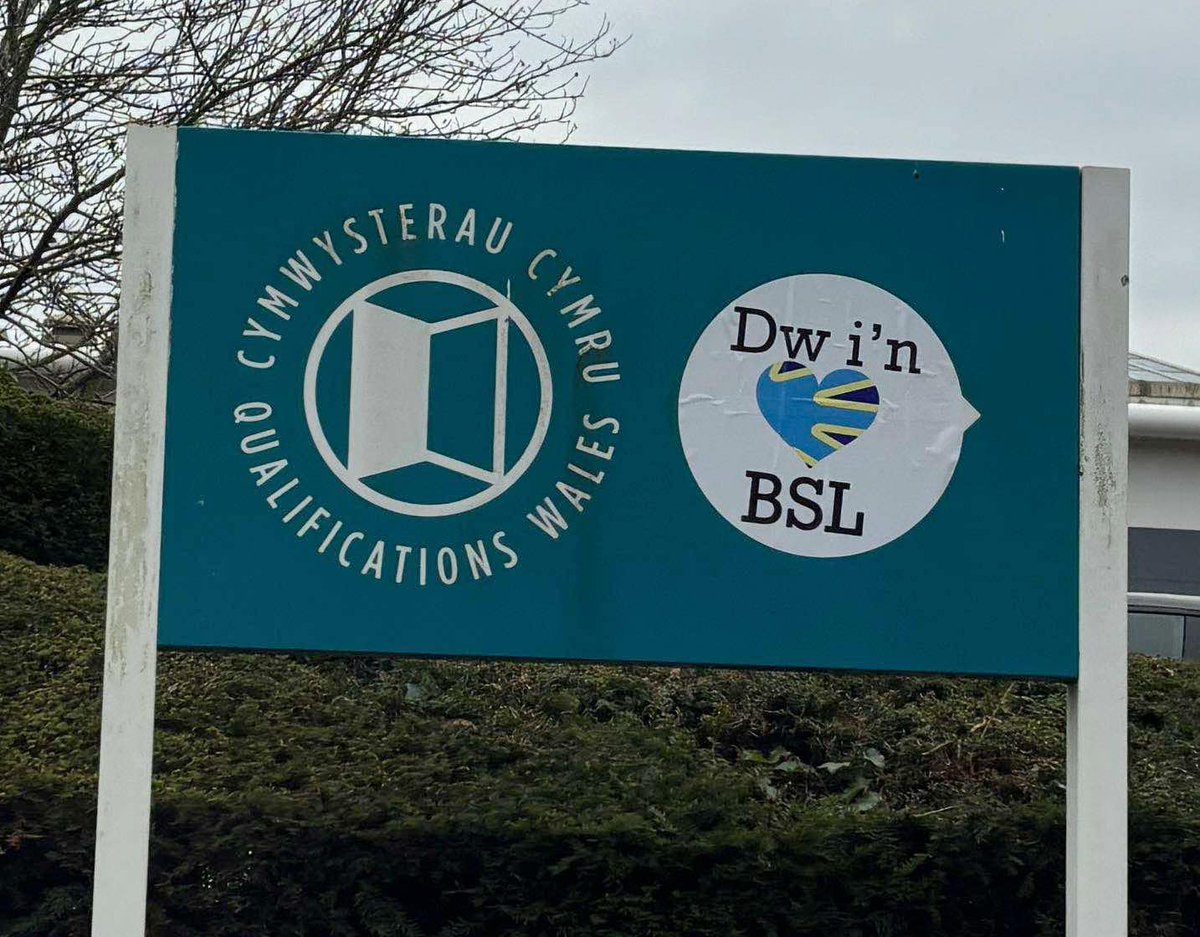 CYMWYSTERAU CYMRU
QUALIFICATIONS WALES
Dw i'n
BSL